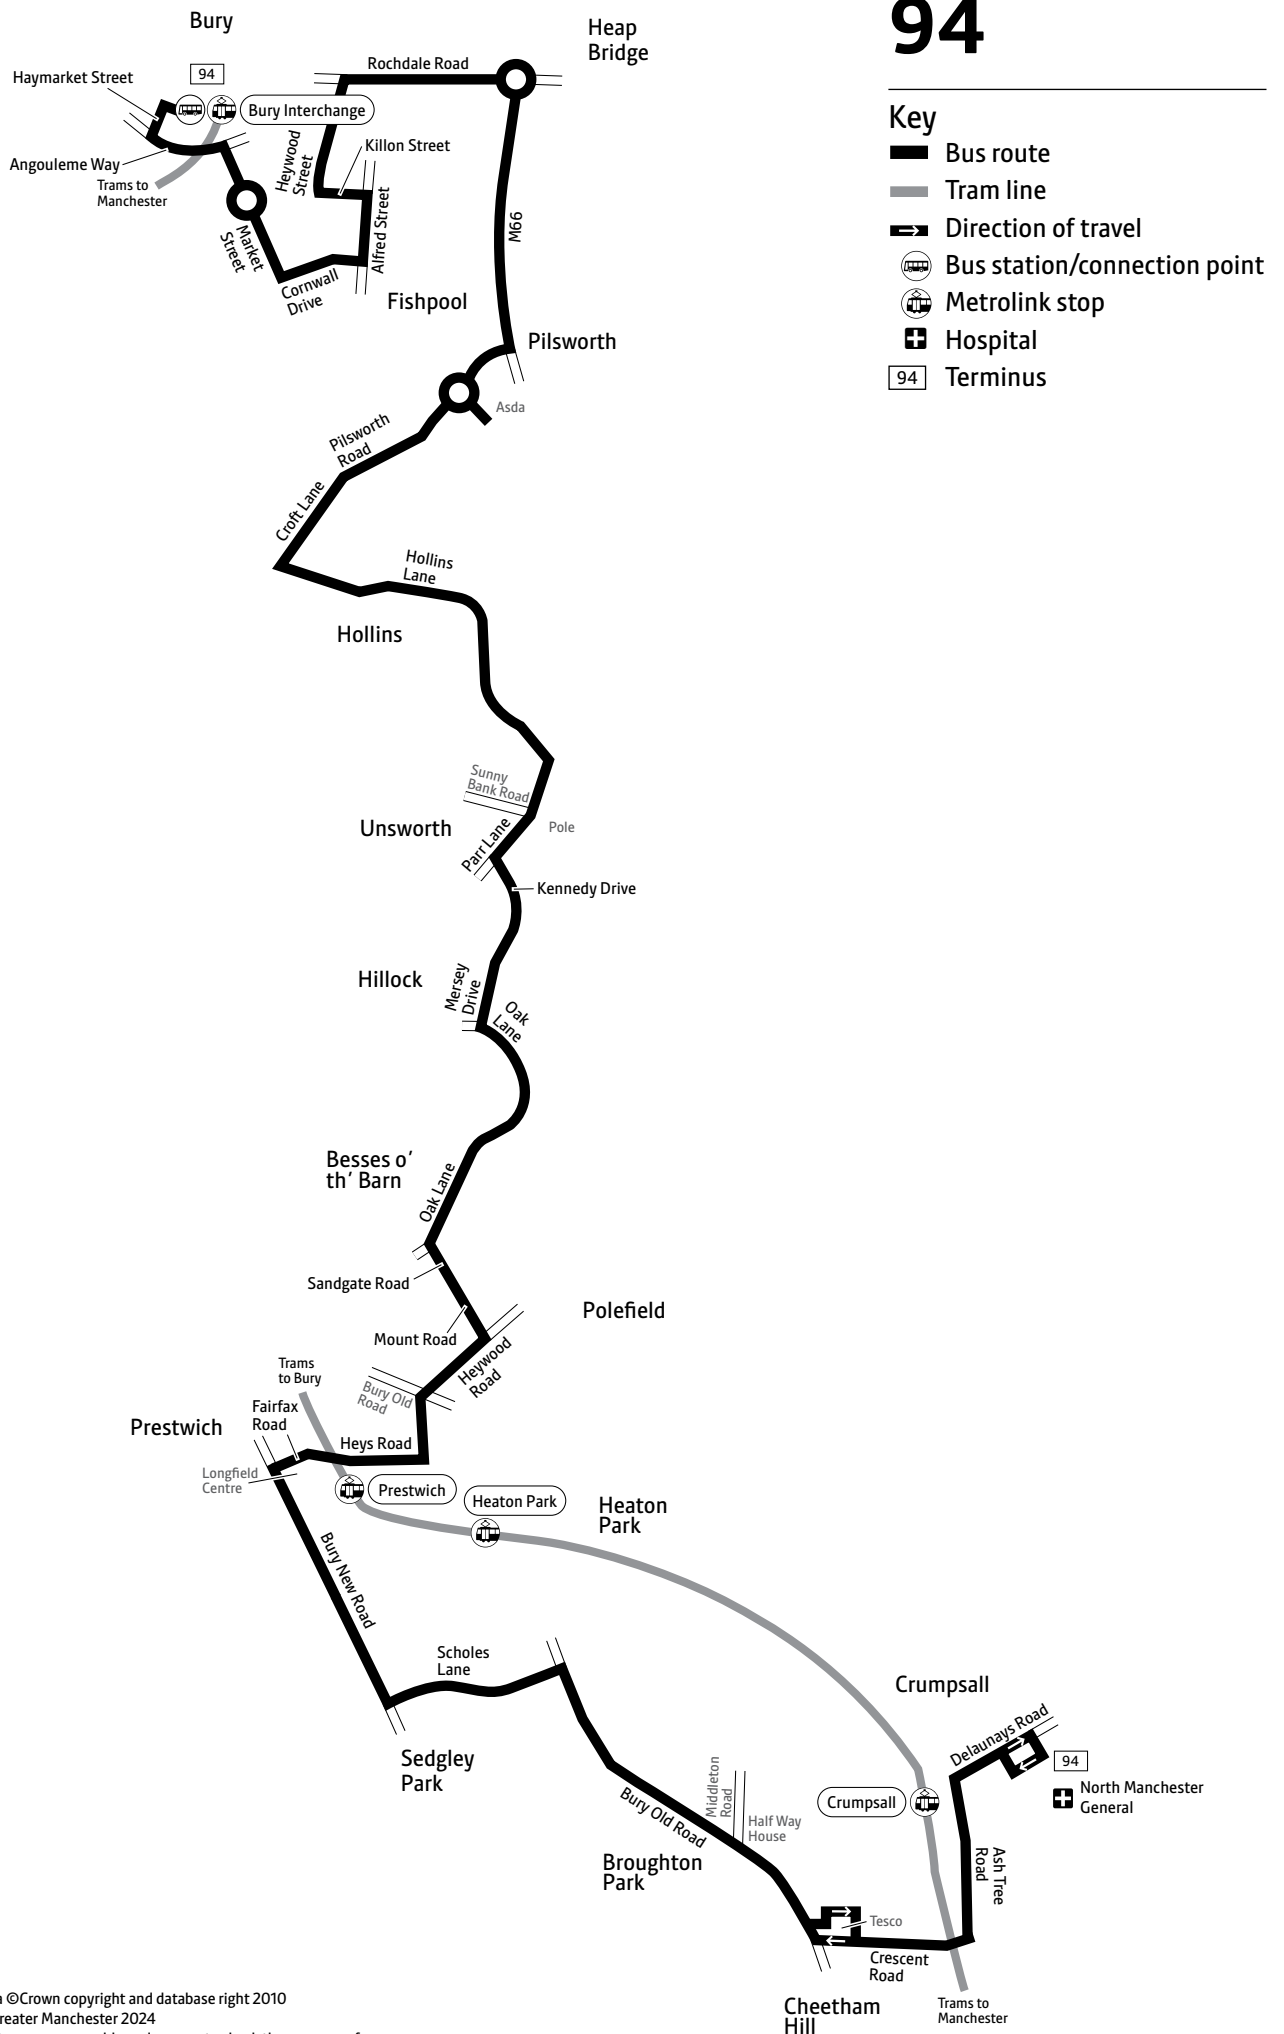 94
Key
Bus route
Tram line
Direction of travel
Bus station/connection point
Metrolink stop
Hospital
94
Terminus
Bury
Heap
Bridge
Haymarket Street
94
Bury Interchange
Rochdale Road
Angouleme Way
Trams to
Manchester
Heywood
Street
Killon Street
Alfred Street
M66
Market
Street
Cornwall
Drive
Fishpool
Pilsworth
Asda
Pilsworth
Road
Croft Lane
Hollins
Lane
Hollins
Sunny
Bank Road
Unsworth
Pole
Parr Lane
Kennedy Drive
Hillock
Mersey
Drive
Oak
Lane
Besses o'
th' Barn
Oak Lane
Sandgate Road
Polefield
Mount Road
Heywood
Road
Trams
to Bury
Bury Old
Road
Fairfax
Road
Prestwich
Heys Road
Longfield
Centre
Prestwich
Heaton Park
Heaton
Park
Bury New Road
Scholes
Lane
Sedgley
Park
Crumpsall
Delaunays Road
94
North Manchester
General
Middleton
Road
Crumpsall
Half Way
House
Bury Old Road
Broughton
Park
Ash Tree
Road
Tesco
Crescent
Road
Cheetham
Hill
Trams to
Manchester
©Crown copyright and database right 2010
reater Manchester 2024